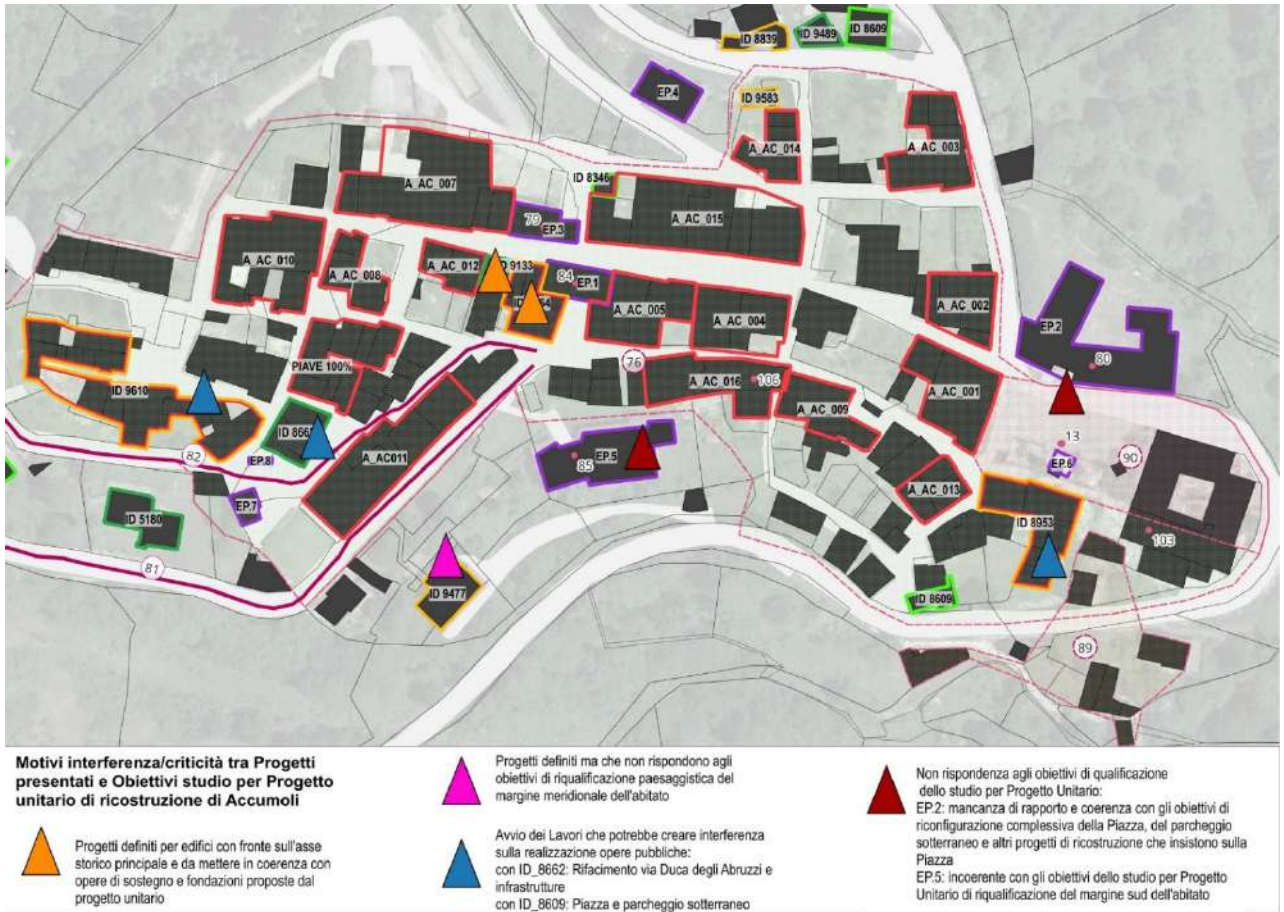 ID 8839
ID 9489
ID 8609
EP.4
ID 9583
A_AC_014
A_AC_003
A_AC_007
ID 8346
79
EP.3
A_AC_015
A_AC_010
A_AC_008
A_AC_012
ID 9133
84
EP.1
A_AC_005
A_AC_004
A_AC_002
EP.2
80
PIAVE 100%
76
A_AC_016
106
A_AC_009
A_AC_001
ID 9610
A_AC011
82
EP.8
EP.7
85
EP.5
13
EP.6
90
A_AC_013
ID 5180
ID 8953
103
81
ID 9477
ID 8609
89
Motivi interferenza/criticità tra Progetti
presentati e Obiettivi studio per Progetto
unitario di ricostruzione di Accumoli
Progetti definiti per edifici con fronte sull'asse
storico principale e da mettere in coerenza con
opere di sostegno e fondazioni proposte dal
progetto unitario
Progetti definiti ma che non rispondono agli
obiettivi di riqualificazione paesaggistica del
margine meridionale dell'abitato
Avvio dei Lavori che potrebbe creare interferenza
sulla realizzazione opere pubbliche:
con ID_8662: Rifacimento via Duca degli Abruzzi e
infrastrutture
con ID_8609: Piazza e parcheggio sotterraneo
Non rispondenza agli obiettivi di qualificazione
dello studio per Progetto Unitario:
EP.2: mancanza di rapporto e coerenza con gli obiettivi di
riconfigurazione complessiva della Piazza, del parcheggio
sotterraneo e altri progetti di ricostruzione che insistono sulla
Piazza
EP.5: incoerente con gli obiettivi dello studio per Progetto
Unitario di riqualificazione del margine sud dell'abitato